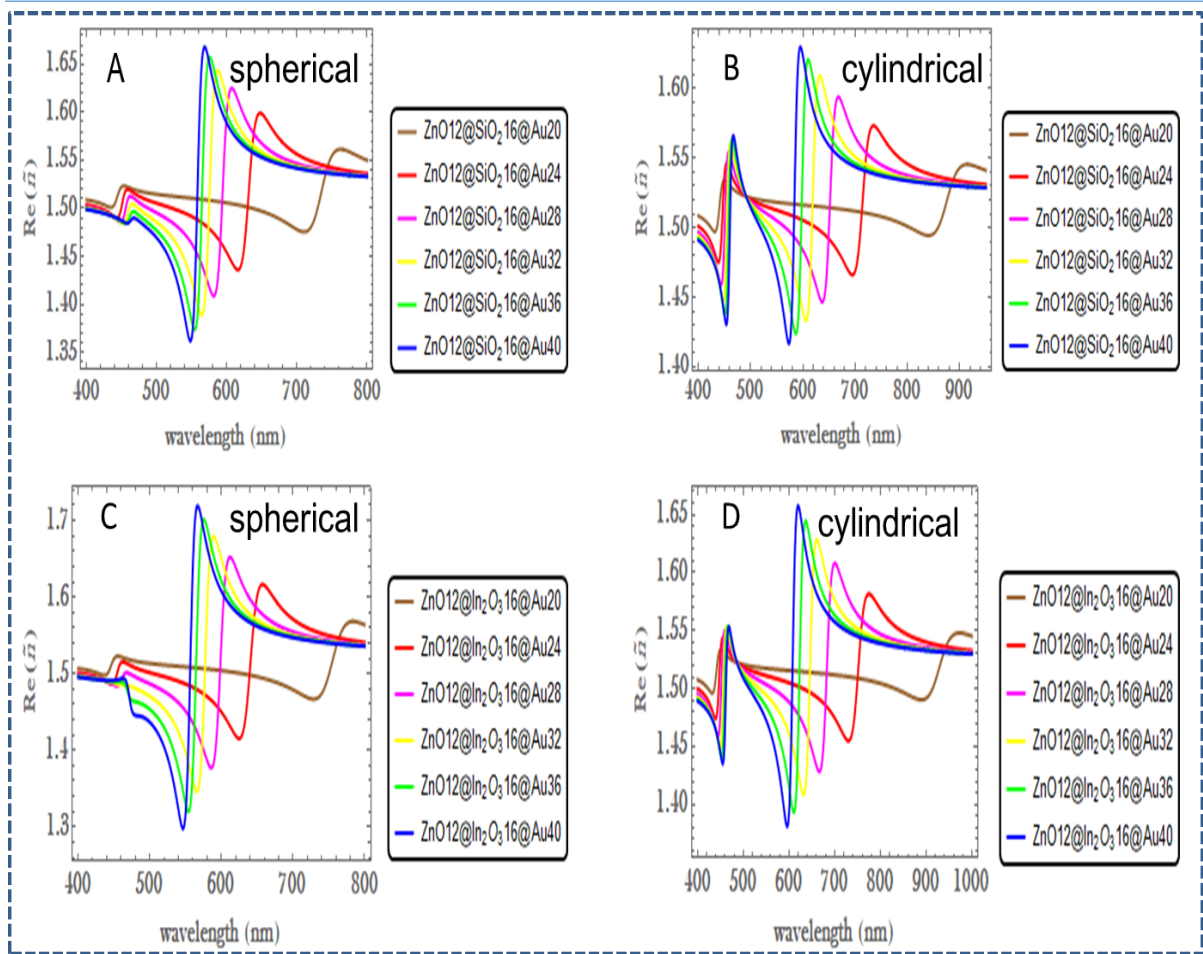 A spherical
1.65
1.60
1.55
1.50
1.45
1.40
1.35
Re(ñ)
400 500 600 700 800
wavelength (nm)
ZnO12@SiO₂16@Au20
ZnO12@SiO₂16@Au24
ZnO12@SiO₂16@Au28
ZnO12@SiO₂16@Au32
ZnO12@SiO₂16@Au36
ZnO12@SiO₂16@Au40
B cylindrical
1.60
1.55
1.50
1.45
1.40
Re(ñ)
400 500 600 700 800 900
wavelength (nm)
ZnO12@SiO₂16@Au20
ZnO12@SiO₂16@Au24
ZnO12@SiO₂16@Au28
ZnO12@SiO₂16@Au32
ZnO12@SiO₂16@Au36
ZnO12@SiO₂16@Au40
C spherical
1.7
1.6
1.5
1.4
1.3
Re(ñ)
400 500 600 700 800
wavelength (nm)
ZnO12@In₂O₃16@Au20
ZnO12@In₂O₃16@Au24
ZnO12@In₂O₃16@Au28
ZnO12@In₂O₃16@Au32
ZnO12@In₂O₃16@Au36
ZnO12@In₂O₃16@Au40
D cylindrical
1.65
1.60
1.55
1.50
1.45
1.40
Re(ñ)
400 500 600 700 800 900 1000
wavelength (nm)
ZnO12@In₂O₃16@Au20
ZnO12@In₂O₃16@Au24
ZnO12@In₂O₃16@Au28
ZnO12@In₂O₃16@Au32
ZnO12@In₂O₃16@Au36
ZnO12@In₂O₃16@Au40